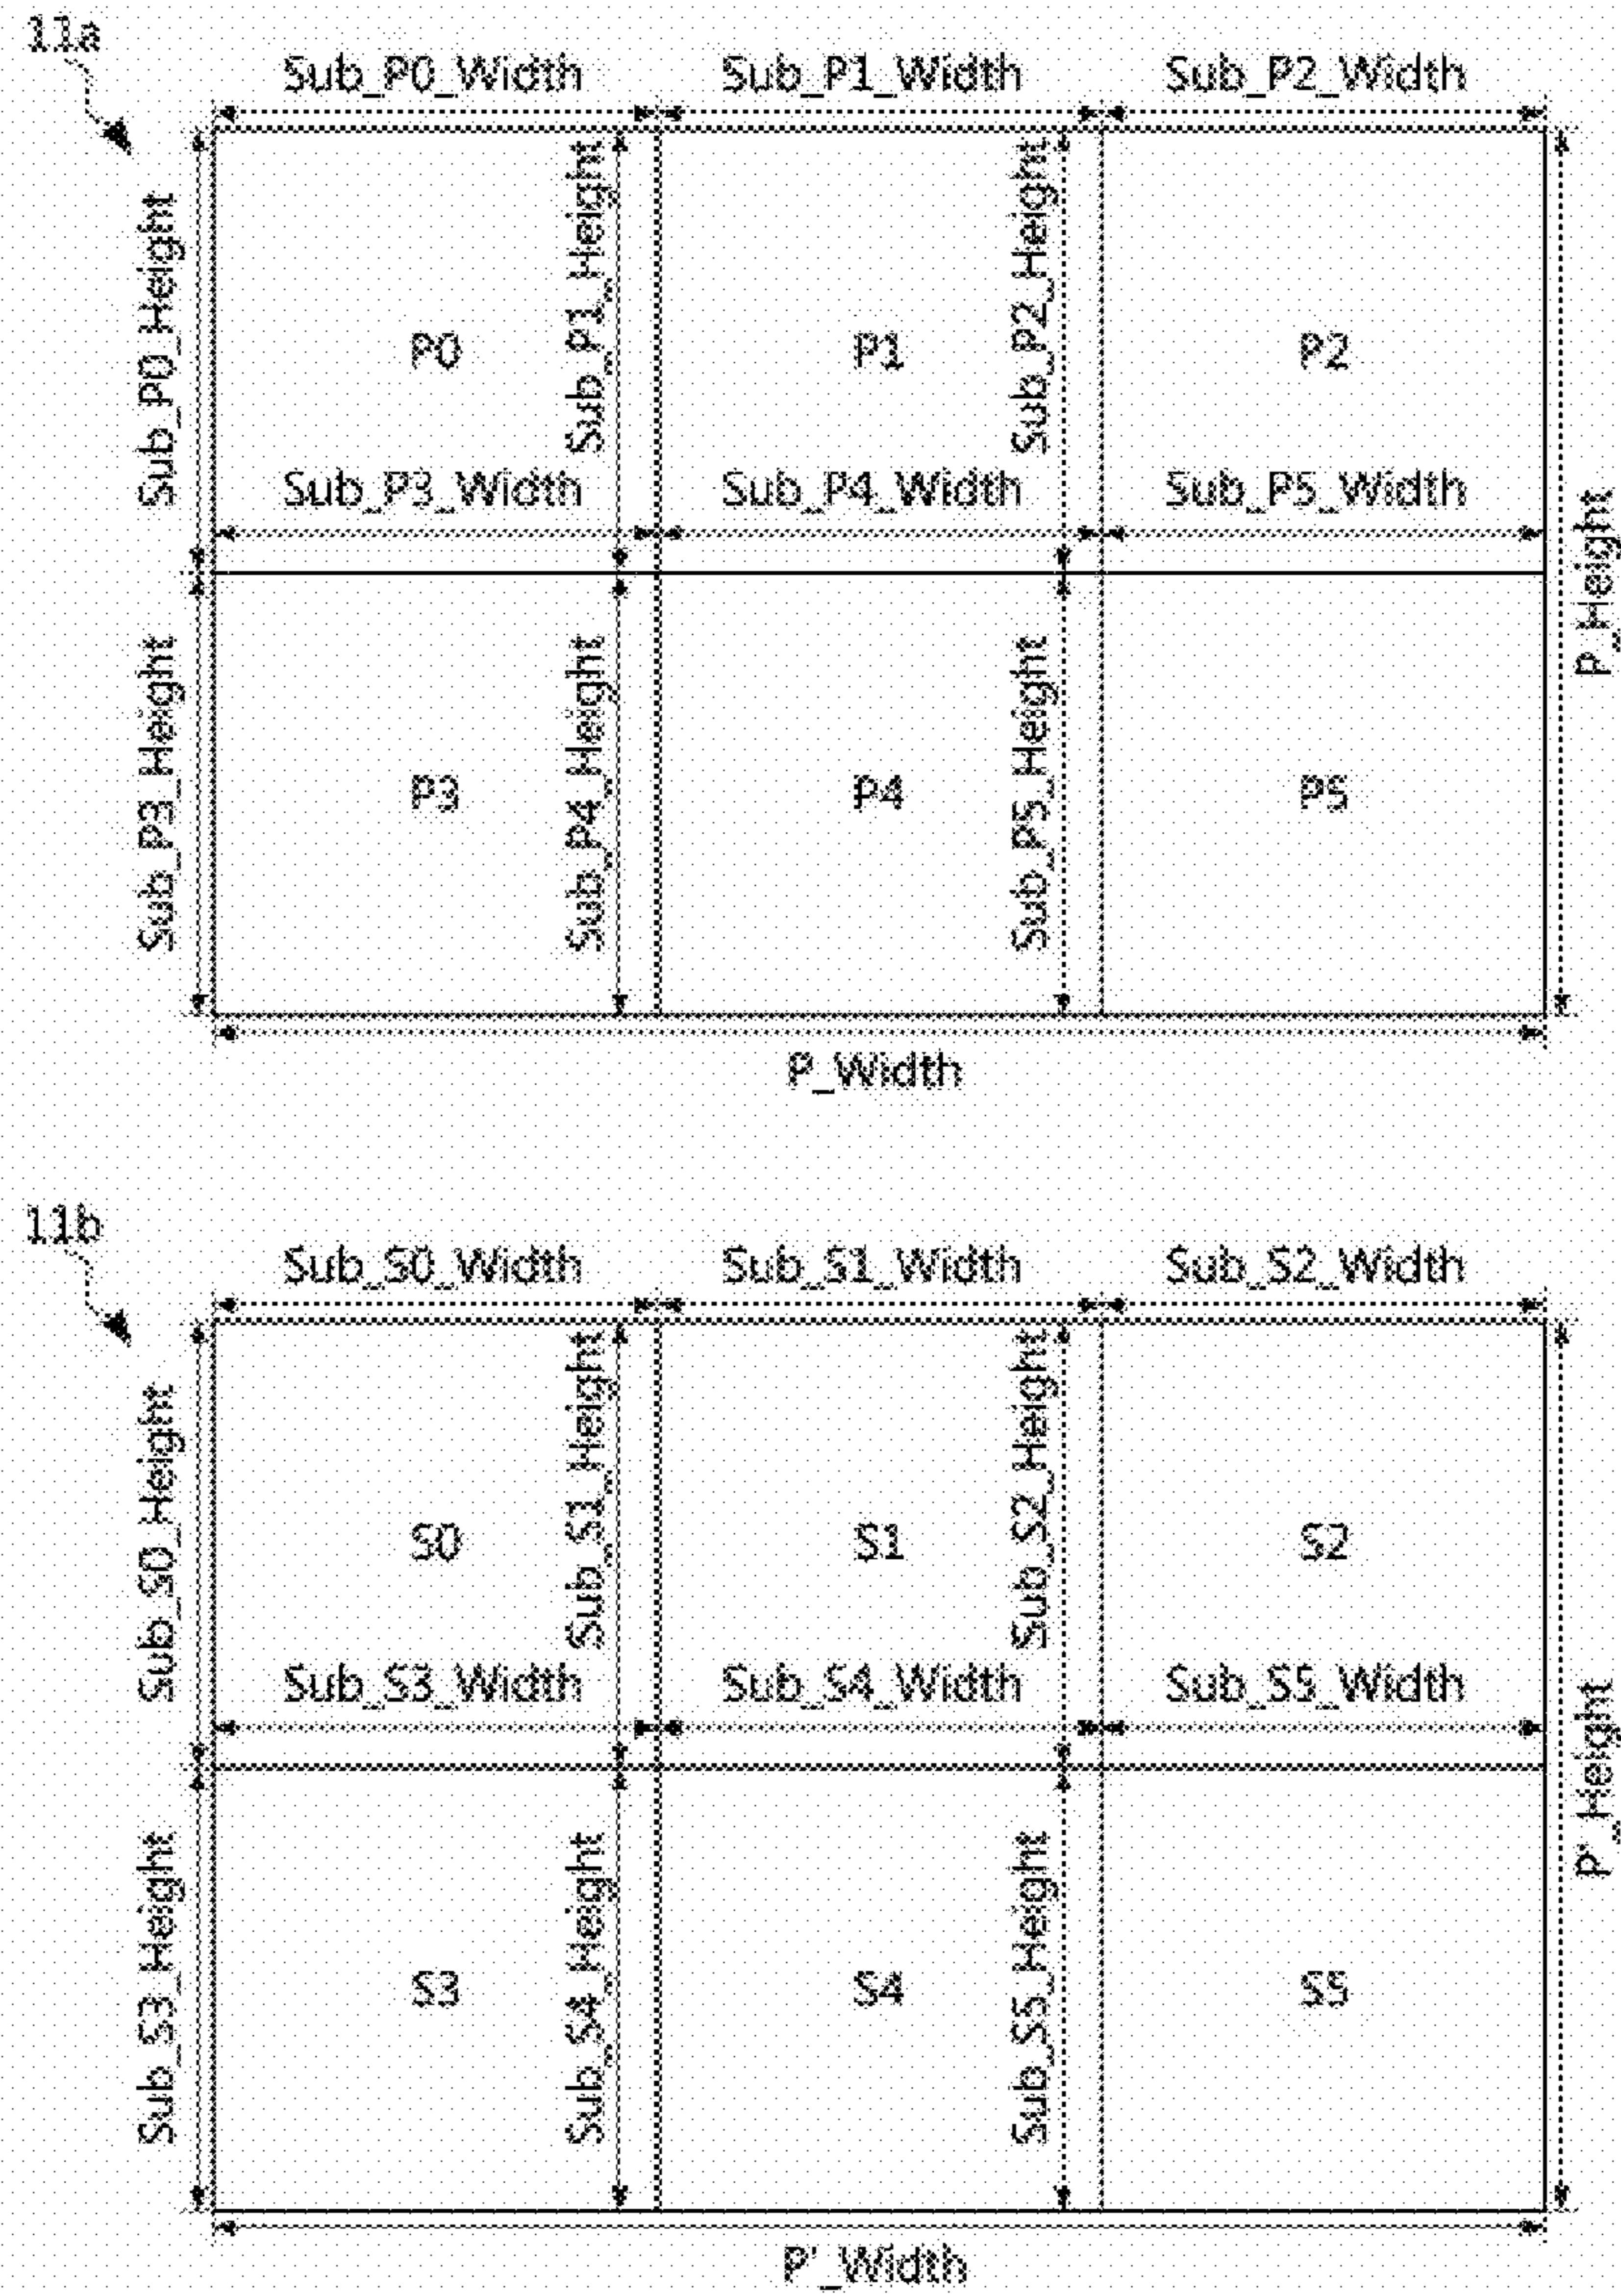 11a
Sub_P0_Width Sub_P1_Width Sub_P2_Width
Sub_P0_Height
Sub_P1_Height
Sub_P2_Height
P0 P1 P2
Sub_P3_Width Sub_P4_Width Sub_P5_Width
P_Height
Sub_P3_Height
Sub_P4_Height
Sub_P5_Height
P3 P4 P5
P_Width
11b
Sub_S0_Width Sub_S1_Width Sub_S2_Width
Sub_S0_Height
Sub_S1_Height
Sub_S2_Height
S0 S1 S2
Sub_S3_Width Sub_S4_Width Sub_S5_Width
P'_Height
Sub_S3_Height
Sub_S4_Height
Sub_S5_Height
S3 S4 S5
P'_Width